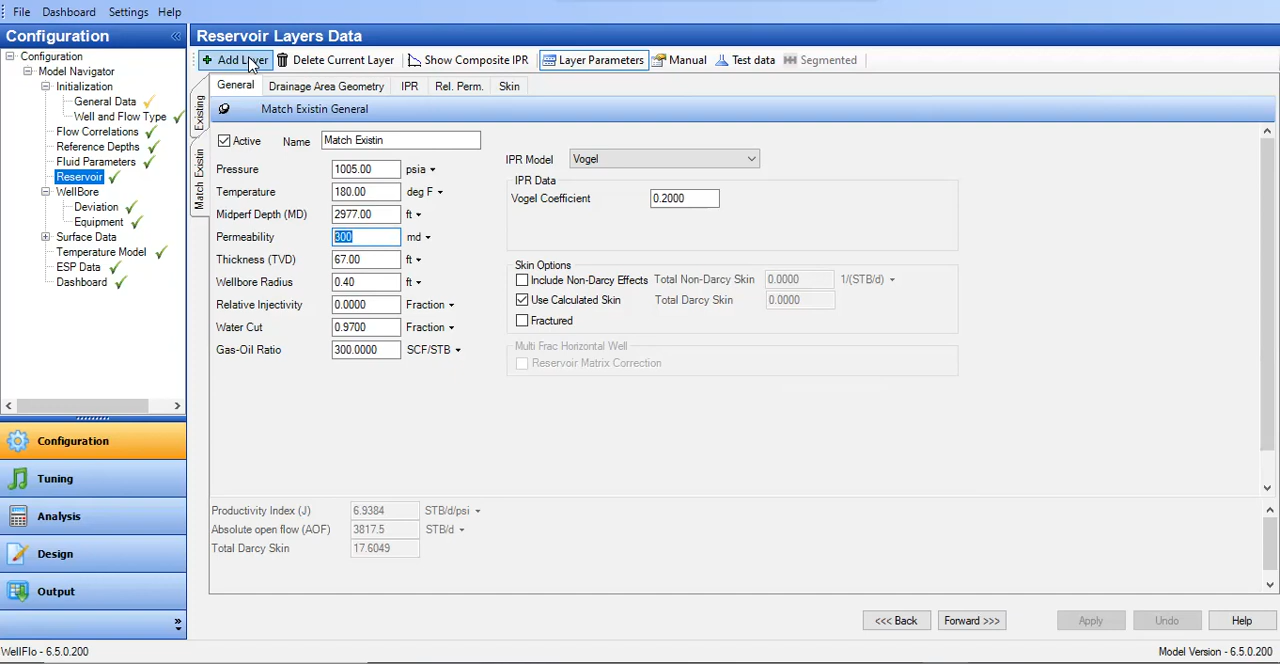 File Dashboard Settings Help
Configuration «
Reservoir Layers Data
Add Layer Delete Current Layer Show Composite IPR Layer Parameters Manual Test data Segmented
Configuration
Model Navigator
Initialization
General Data
Well and Flow Type
Flow Correlations
Reference Depths
Fluid Parameters
Reservoir
WellBore
Deviation
Equipment
Surface Data
Temperature Model
ESP Data
Dashboard
Configuration
Tuning
Analysis
Design
Output
»
Existing
Match Existin
General Drainage Area Geometry IPR Rel. Perm. Skin
Match Existin General
Active Name Match Existin
Pressure 1005.00 psia
Temperature 180.00 deg F
Midperf Depth (MD) 2977.00 ft
Permeability 300 md
Thickness (TVD) 67.00 ft
Wellbore Radius 0.40 ft
Relative Injectivity 0.0000 Fraction
Water Cut 0.9700 Fraction
Gas-Oil Ratio 300.0000 SCF/STB
IPR Model Vogel
IPR Data
Vogel Coefficient 0.2000
Skin Options
Include Non-Darcy Effects Total Non-Darcy Skin 0.0000 1/(STB/d)
Use Calculated Skin Total Darcy Skin 0.0000
Fractured
Multi Frac Horizontal Well
Reservoir Matrix Correction
Productivity Index (J) 6.9384 STB/d/psi
Absolute open flow (AOF) 3817.5 STB/d
Total Darcy Skin 17.6049
<<< Back Forward >>> Apply Undo Help
WellFlo - 6.5.0.200 Model Version - 6.5.0.200